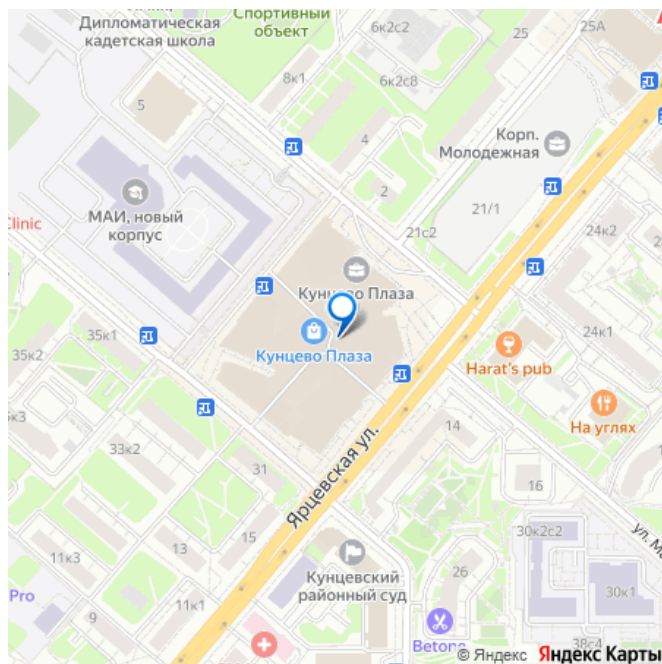 Дипломатическая
кадетская школа
Спортивный
объект
6к2с2
25
25А
8к1
6к2с8
5
4
Корп.
Молодежная
2
МАИ, новый
корпус
21/1
Clinic
21с2
24к2
Кунцево Плаза
35к1
Кунцево Плаза
24к1
35к2
Harat's pub
На углях
33к2
14
Ярцевская ул.
31
16
15
30к2с2
ул. Ма
13
11к3
Кунцевский
районный суд
26
30к1
Pro
9
11к1
38с4
© Яндекс Яндекс Карты